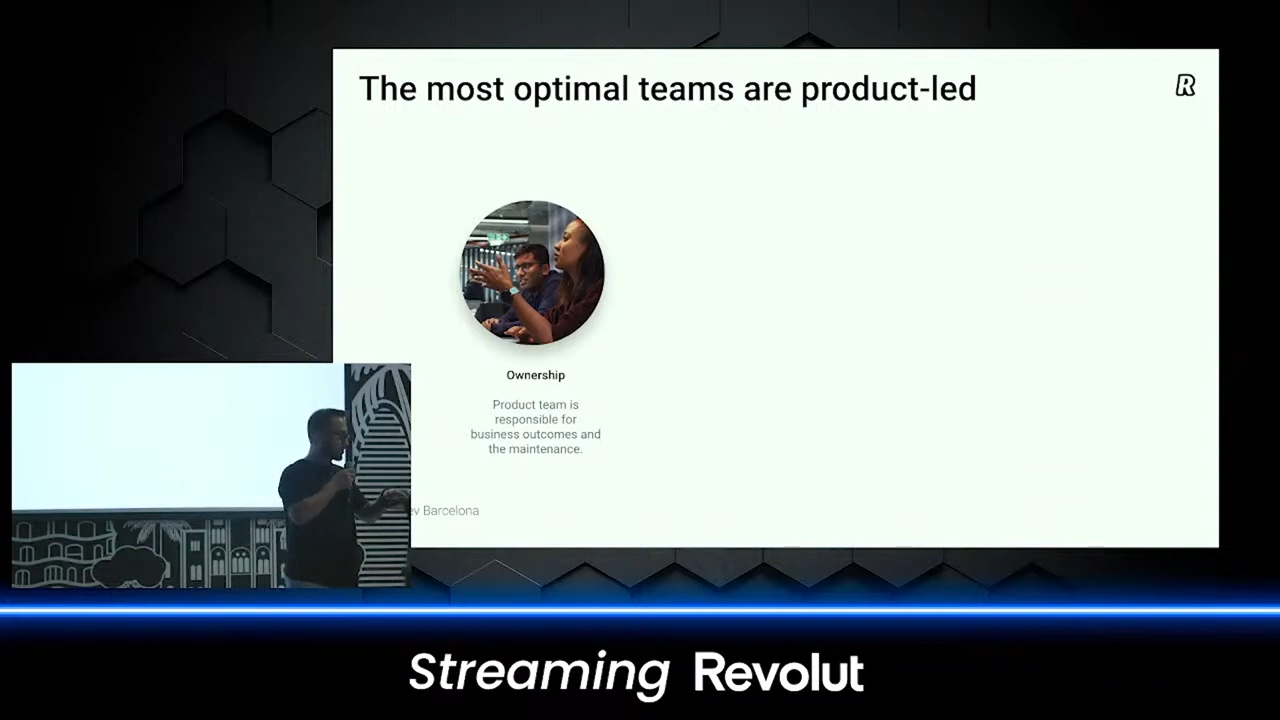 The most optimal teams are product-led
R
Ownership
Product team is
responsible for
business outcomes and
the maintenance.
ev Barcelona
Streaming Revolut